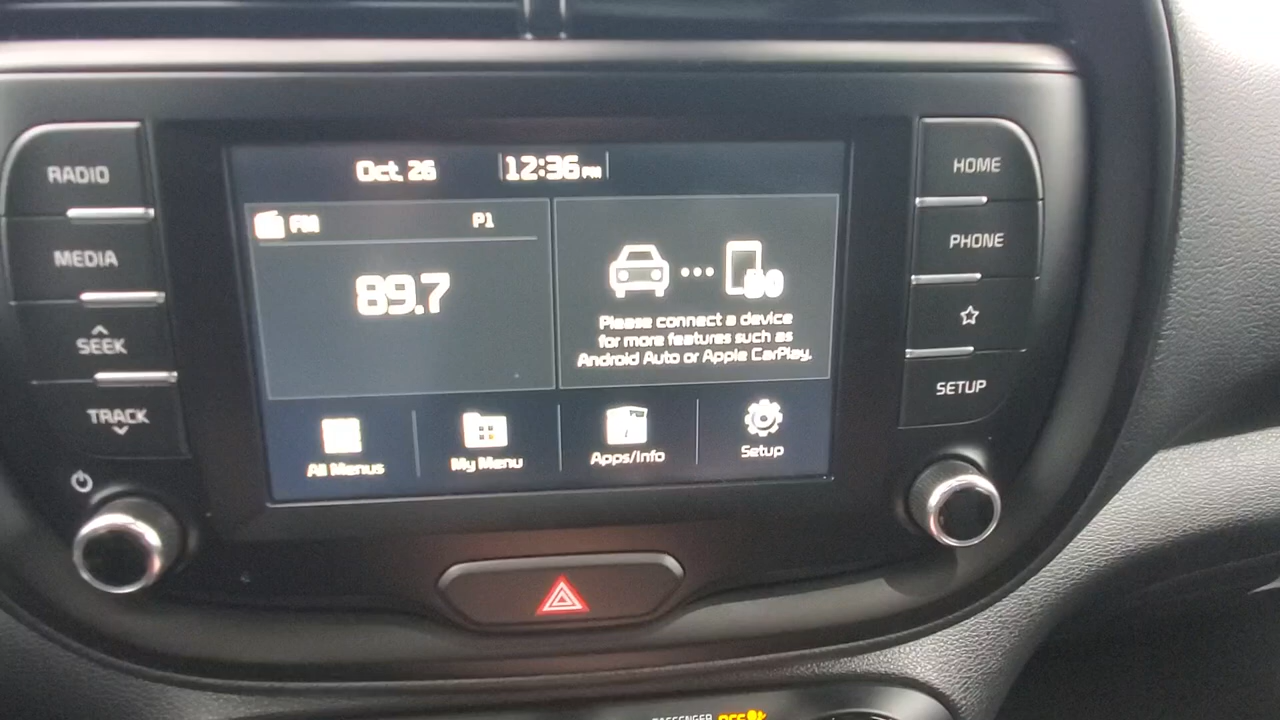 RADIO
MEDIA
SEEK
TRACK
Oct. 26 12:36 PM
FM P1
89.7
Please connect a device
for more features such as
Android Auto or Apple CarPlay.
All Menus
My Menu
Apps/Info
Setup
HOME
PHONE
SETUP
PASSENGER OFF